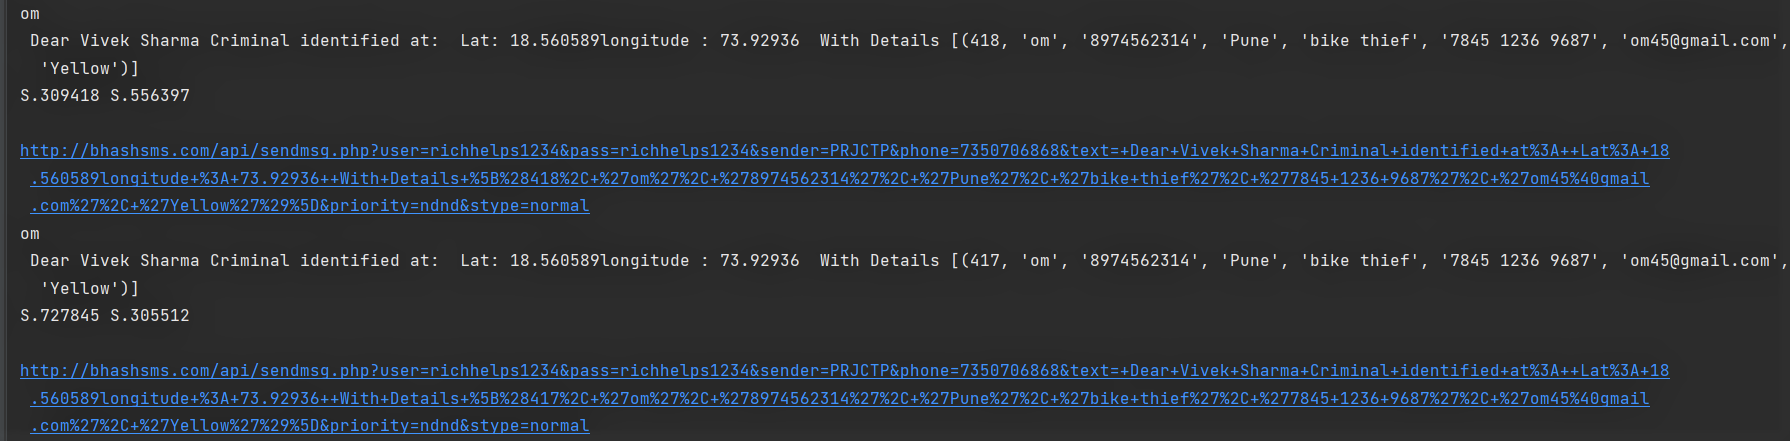 om
Dear Vivek Sharma Criminal identified at:  Lat: 18.560589longitude : 73.92936  With Details [(418, 'om', '8974562314', 'Pune', 'bike thief', '7845 1236 9687', 'om45@gmail.com',
'Yellow')]
S.309418 S.556397
http://bhashsms.com/api/sendmsg.php?user=richhelps1234&pass=richhelps1234&sender=PRJCTP&phone=7350706868&text=+Dear+Vivek+Sharma+Criminal+identified+at%3A++Lat%3A+18
.560589longitude+%3A+73.92936++With+Details+%5B%28418%2C+%27om%27%2C+%278974562314%27%2C+%27Pune%27%2C+%27bike+thief%27%2C+%277845+1236+9687%27%2C+%27om45%40gmail
.com%27%2C+%27Yellow%27%29%5D&priority=ndnd&stype=normal
om
Dear Vivek Sharma Criminal identified at:  Lat: 18.560589longitude : 73.92936  With Details [(417, 'om', '8974562314', 'Pune', 'bike thief', '7845 1236 9687', 'om45@gmail.com',
'Yellow')]
S.727845 S.305512
http://bhashsms.com/api/sendmsg.php?user=richhelps1234&pass=richhelps1234&sender=PRJCTP&phone=7350706868&text=+Dear+Vivek+Sharma+Criminal+identified+at%3A++Lat%3A+18
.560589longitude+%3A+73.92936++With+Details+%5B%28417%2C+%27om%27%2C+%278974562314%27%2C+%27Pune%27%2C+%27bike+thief%27%2C+%277845+1236+9687%27%2C+%27om45%40gmail
.com%27%2C+%27Yellow%27%29%5D&priority=ndnd&stype=normal